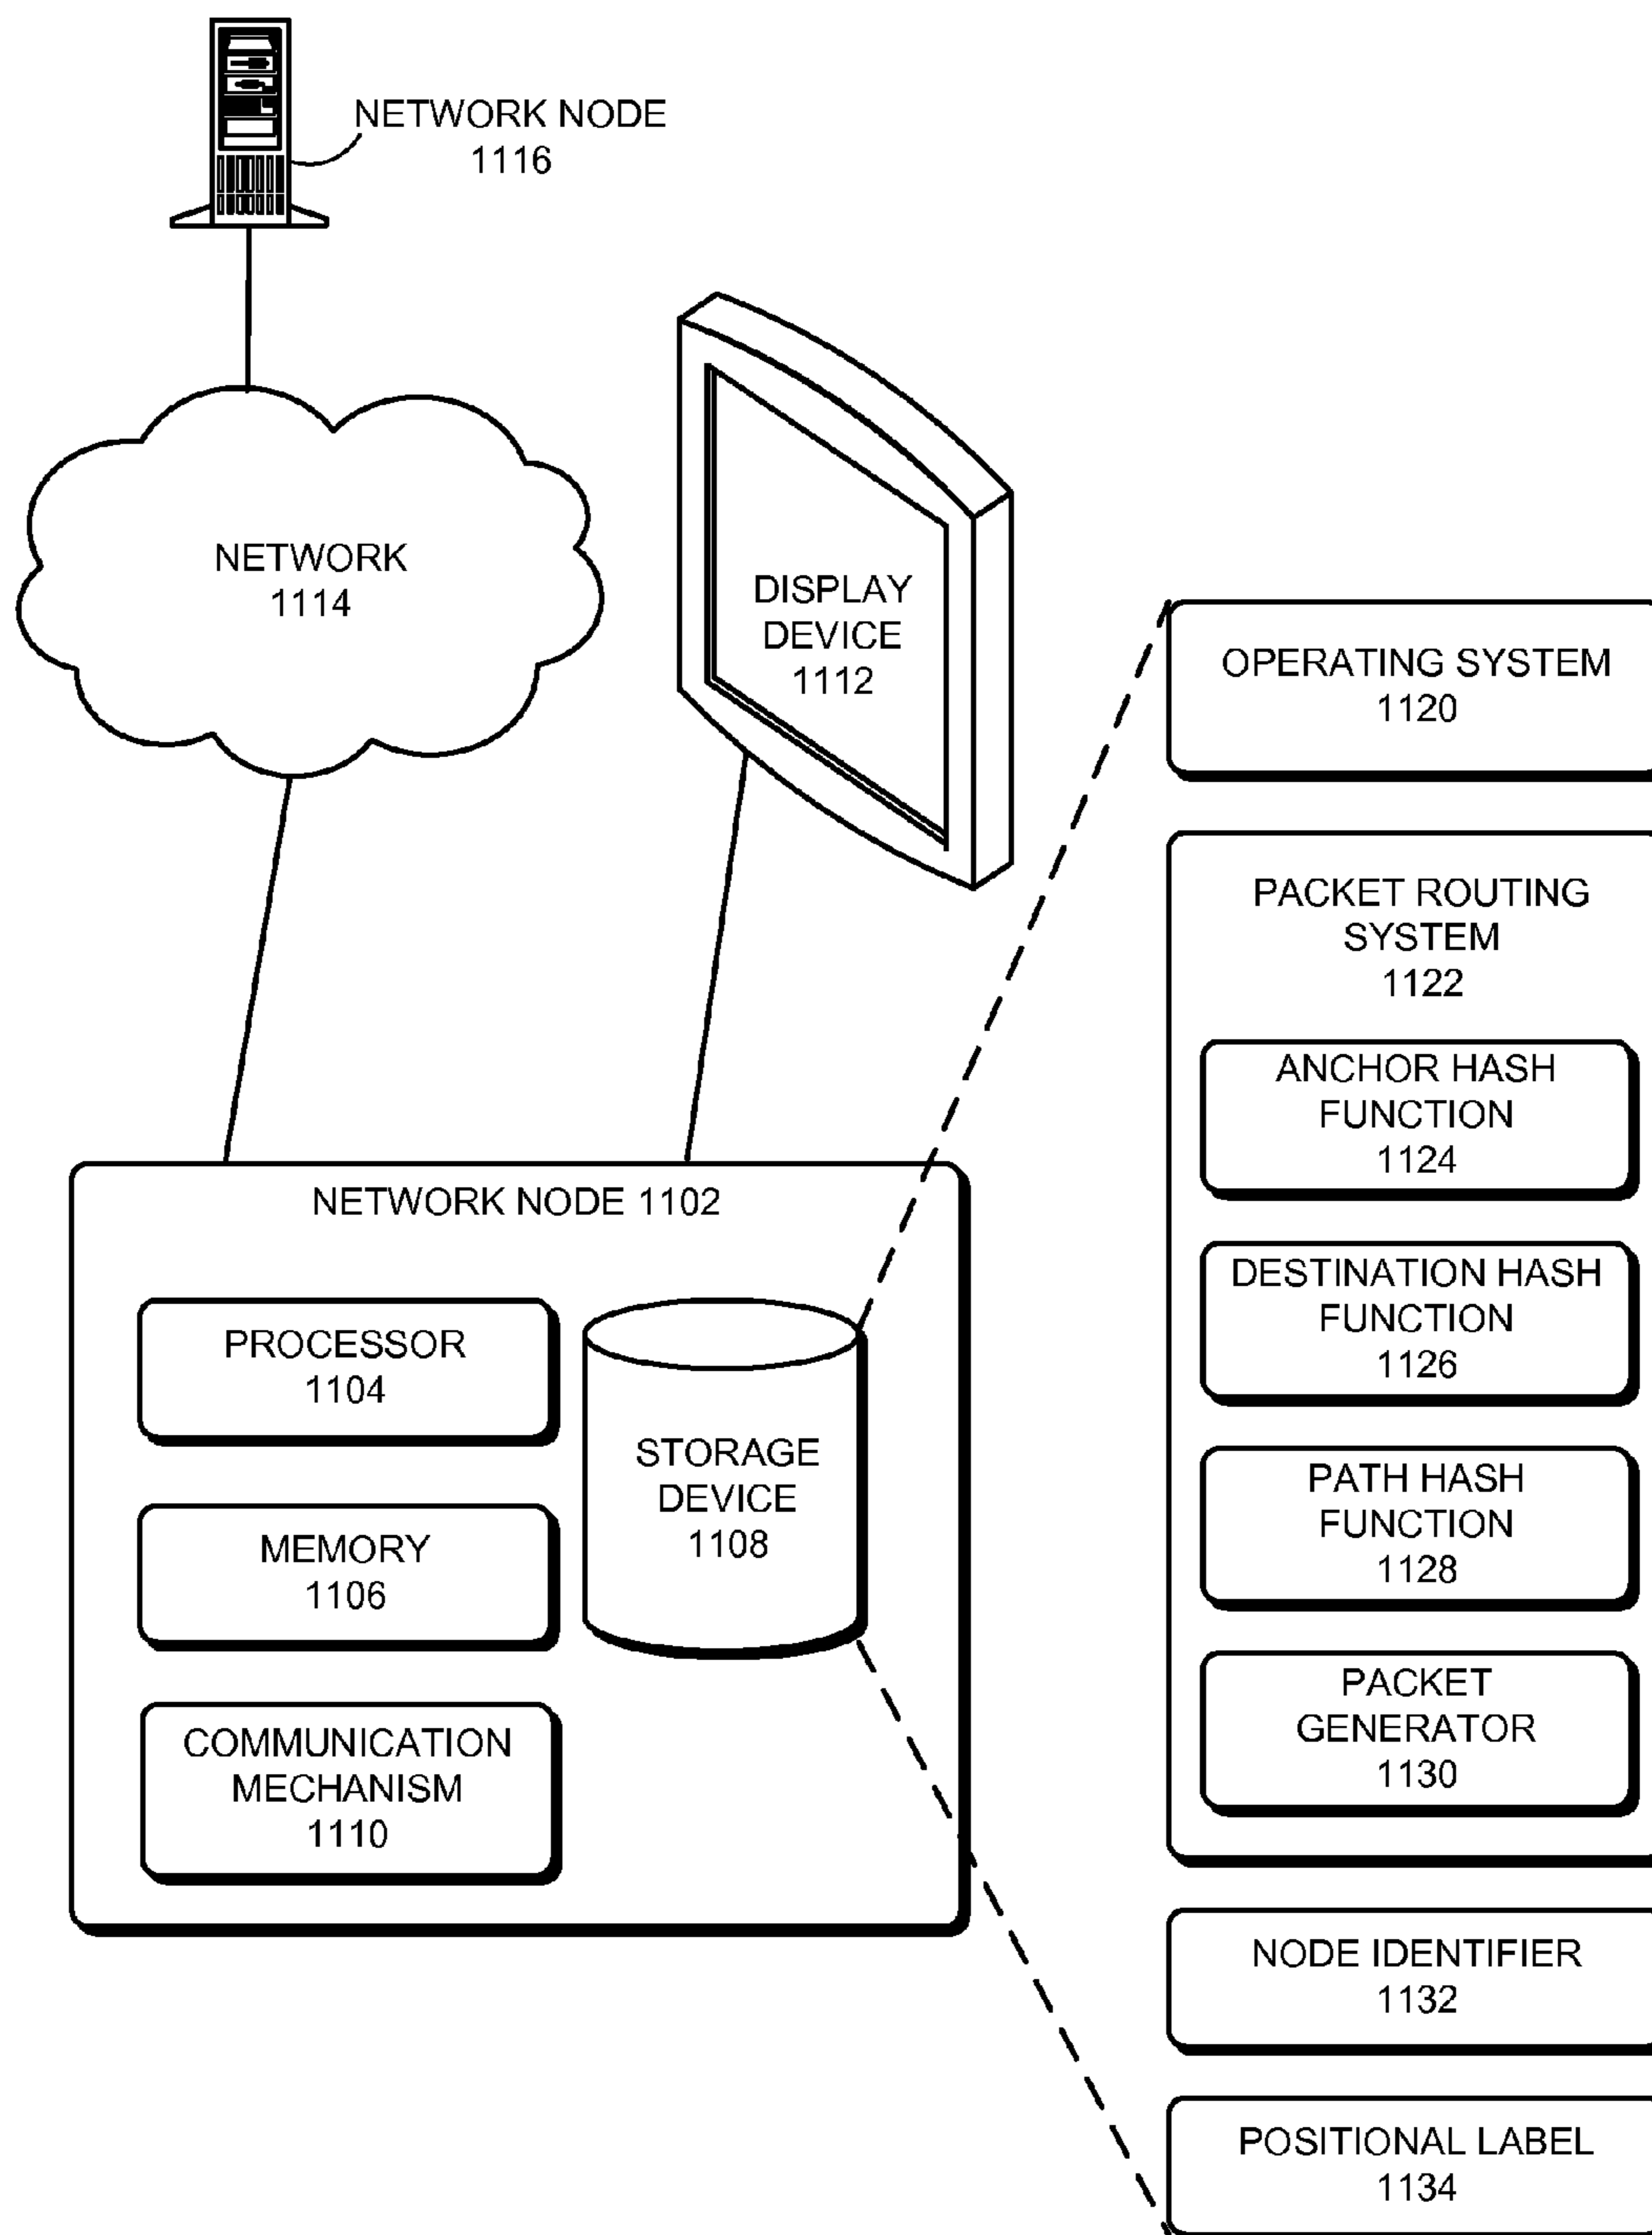 NETWORK NODE
1116
NETWORK
1114
DISPLAY
DEVICE
1112
NETWORK NODE 1102
PROCESSOR
1104
MEMORY
1106
COMMUNICATION
MECHANISM
1110
STORAGE
DEVICE
1108
OPERATING SYSTEM
1120
PACKET ROUTING
SYSTEM
1122
ANCHOR HASH
FUNCTION
1124
DESTINATION HASH
FUNCTION
1126
PATH HASH
FUNCTION
1128
PACKET
GENERATOR
1130
NODE IDENTIFIER
1132
POSITIONAL LABEL
1134